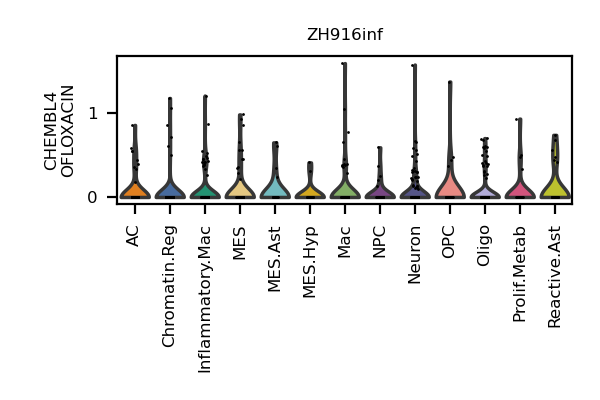 ZH916inf
CHEMBL4
OFLOXACIN
1
0
AC
Chromatin.Reg
Inflammatory.Mac
MES
MES.Ast
MES.Hyp
Mac
NPC
Neuron
OPC
Oligo
Prolif.Metab
Reactive.Ast